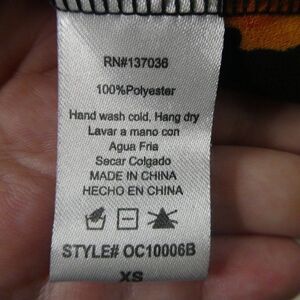 RN#137036
100%Polyester
Hand wash cold, Hang dry
Lavar a mano con
Agua Fria
Secar Colgado
MADE IN CHINA
HECHO EN CHINA
STYLE# OC10006B
XS